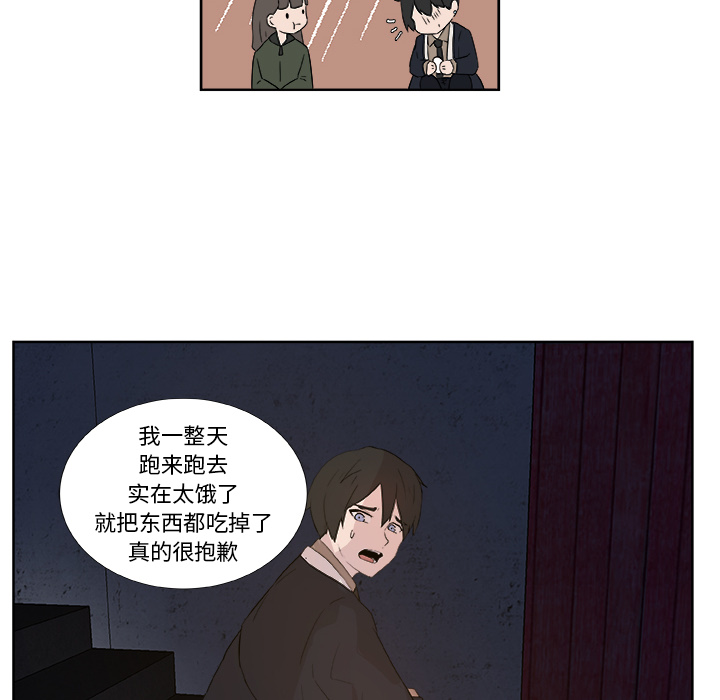 我一整天
跑来跑去
实在太饿了
就把东西都吃掉了
真的很抱歉